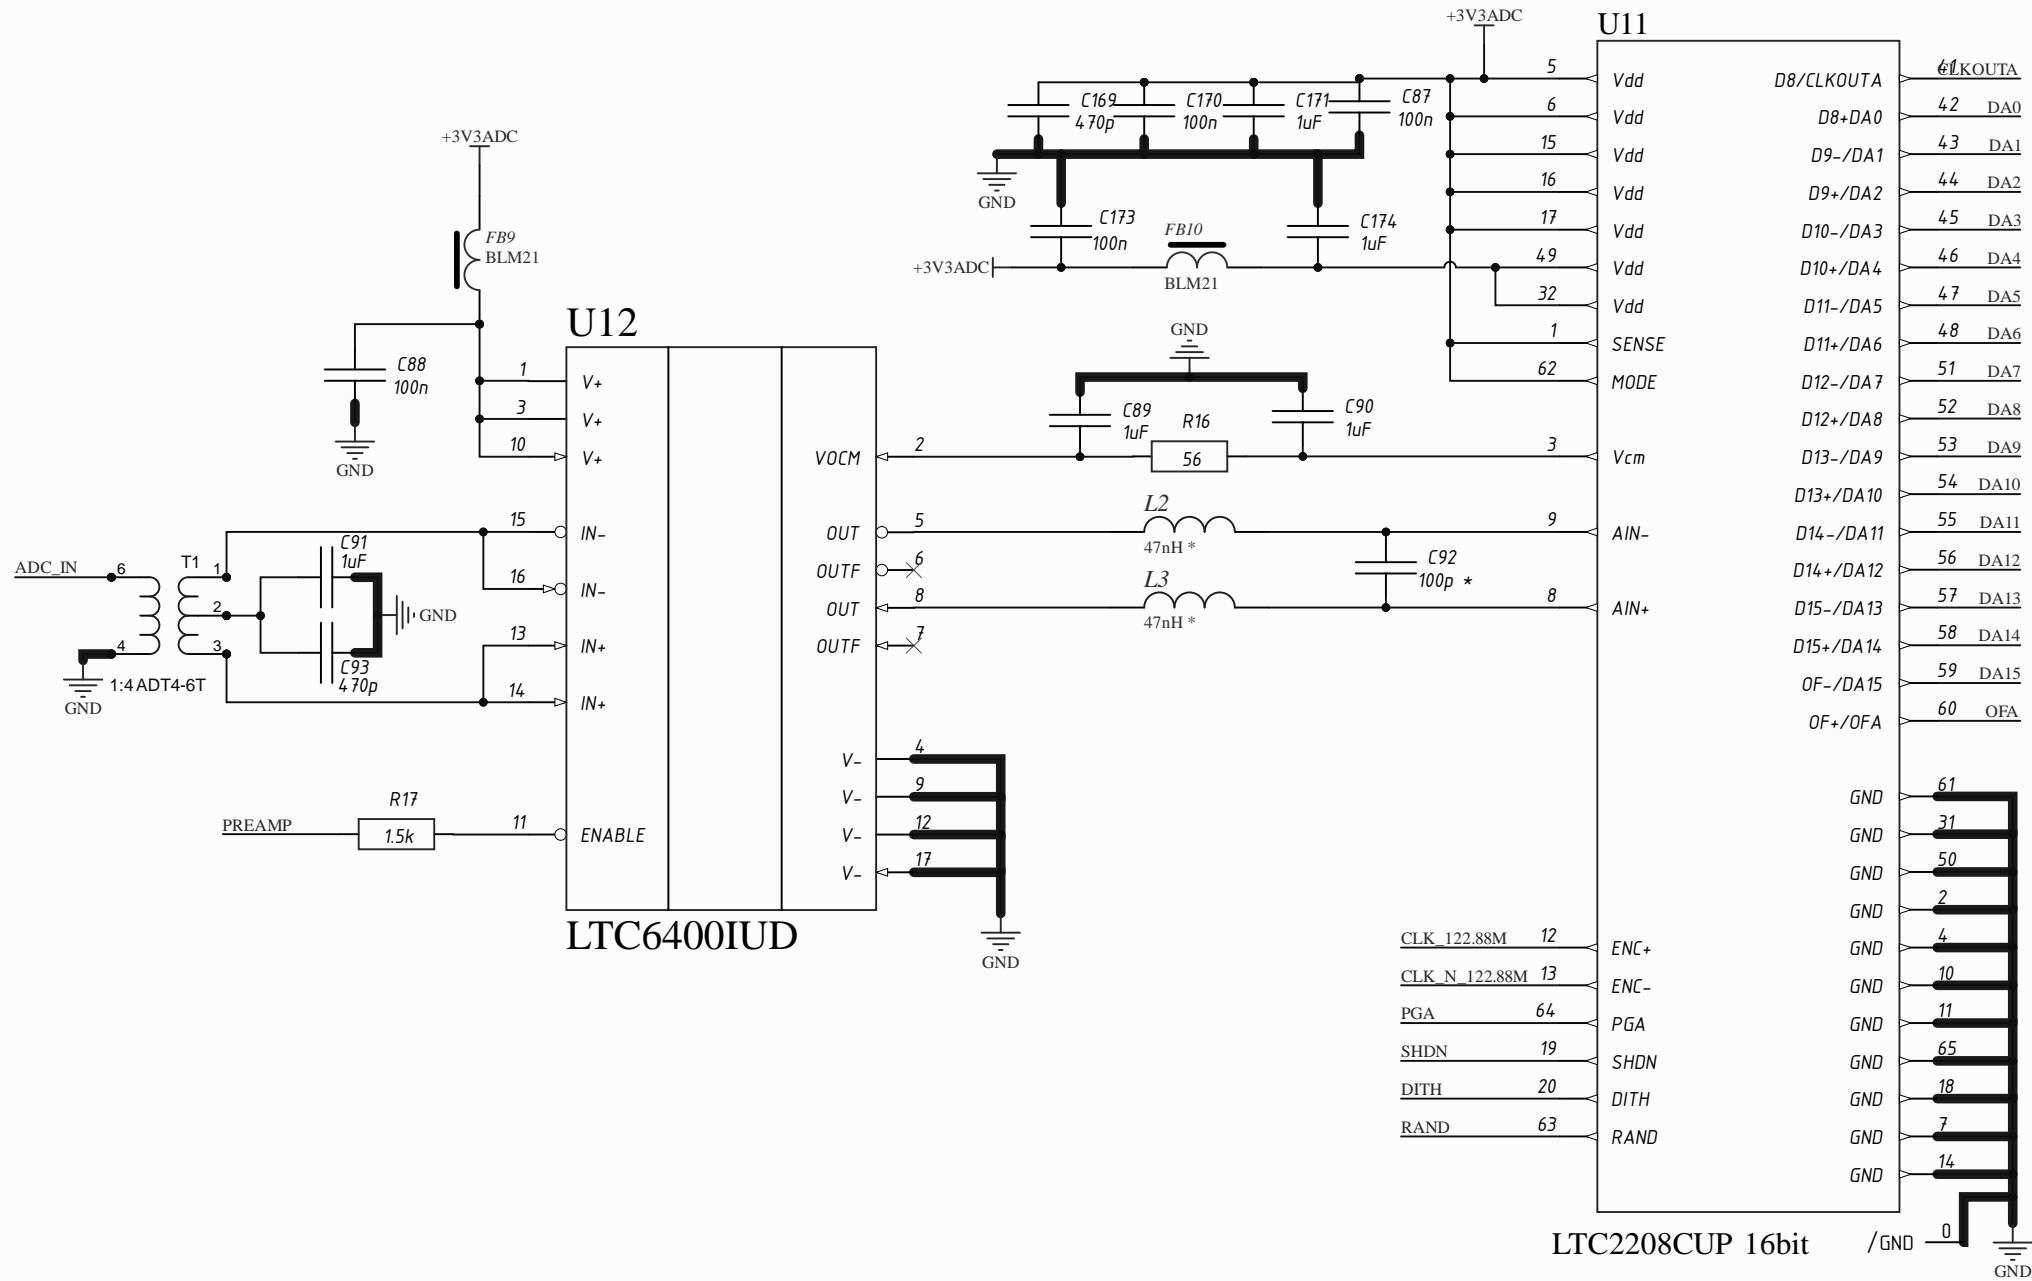 +3V3ADC
U11
+3V3ADC
FB9
BLM21
C88
100n
GND
U12
1 V+
3 V+
10 V+
15 IN-
16 IN-
13 IN+
14 IN+
11 ENABLE
VOCM 2
OUT 5
OUTF 6
OUT 8
OUTF 7
V- 4
V- 9
V- 12
V- 17
GND
LTC6400IUD
ADC_IN
6
4
T1
1
2
3
C91
1uF
GND
C93
470p
1:4 ADT4-6T
GND
PREAMP
R17
1.5k
C169
470p
C170
100n
C171
1uF
C87
100n
GND
C173
100n
FB10
BLM21
C174
1uF
+3V3ADC
GND
C89
1uF
R16
56
C90
1uF
L2
47nH *
L3
47nH *
C92
100p *
5 Vdd
6 Vdd
15 Vdd
16 Vdd
17 Vdd
49 Vdd
32 Vdd
1 SENSE
62 MODE
3 Vcm
9 AIN-
8 AIN+
CLK_122.88M 12 ENC+
CLK_N_122.88M 13 ENC-
PGA 64 PGA
SHDN 19 SHDN
DITH 20 DITH
RAND 63 RAND
D8/CLKOUTA 41 CLKOUTA
D8+DA0 42 DA0
D9-/DA1 43 DA1
D9+/DA2 44 DA2
D10-/DA3 45 DA3
D10+/DA4 46 DA4
D11-/DA5 47 DA5
D11+/DA6 48 DA6
D12-/DA7 51 DA7
D12+/DA8 52 DA8
D13-/DA9 53 DA9
D13+/DA10 54 DA10
D14-/DA11 55 DA11
D14+/DA12 56 DA12
D15-/DA13 57 DA13
D15+/DA14 58 DA14
OF-/DA15 59 DA15
OF+/OFA 60 OFA
GND 61
GND 31
GND 50
GND 2
GND 4
GND 10
GND 11
GND 65
GND 18
GND 7
GND 14
LTC2208CUP 16bit
/GND 0
GND